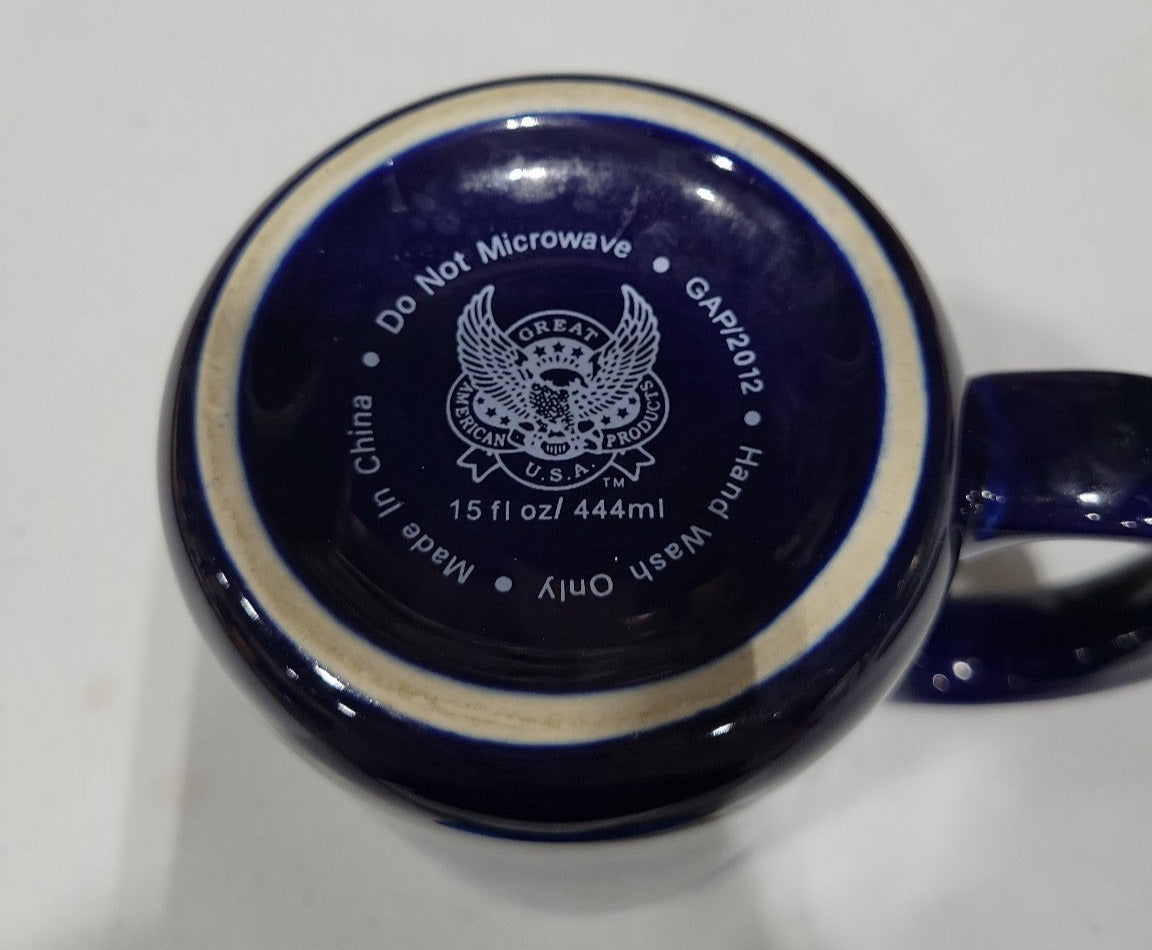 Do Not Microwave • GAP/2012 • Hand Wash Only • Made In China •
GREAT
AMERICAN PRODUCTS
U.S.A.
TM
15 fl oz/ 444ml